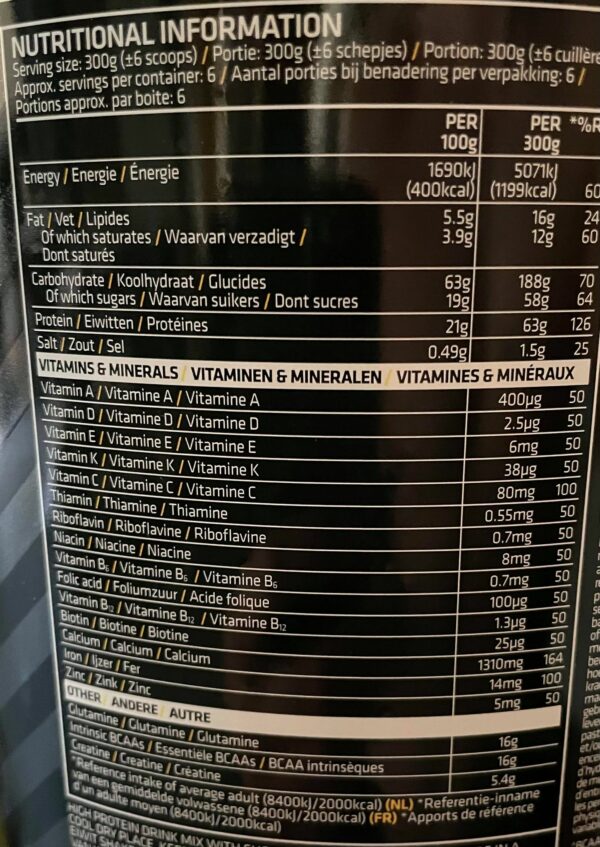 NUTRITIONAL INFORMATION
Serving size: 300g (±6 scoops) / Portie: 300g (±6 schepjes) / Portion: 300g (±6 cuillère
Approx. servings per container: 6 / Aantal porties bij benadering per verpakking: 6 /
Portions approx. par boite: 6
PER 100g PER 300g *%R
Energy / Energie / Énergie 1690kJ (400kcal) 5071kJ (1199kcal) 60
Fat / Vet / Lipides 5.5g 16g 24
Of which saturates / Waarvan verzadigt / Dont saturés 3.9g 12g 60
Carbohydrate / Koolhydraat / Glucides 63g 188g 70
Of which sugars / Waarvan suikers / Dont sucres 19g 58g 64
Protein / Eiwitten / Protéines 21g 63g 126
Salt / Zout / Sel 0.49g 1.5g 25
VITAMINS & MINERALS / VITAMINEN & MINERALEN / VITAMINES & MINÉRAUX
Vitamin A / Vitamine A / Vitamine A 400µg 50
Vitamin D / Vitamine D / Vitamine D 2.5µg 50
Vitamin E / Vitamine E / Vitamine E 6mg 50
Vitamin K / Vitamine K / Vitamine K 38µg 50
Vitamin C / Vitamine C / Vitamine C 80mg 100
Thiamin / Thiamine / Thiamine 0.55mg 50
Riboflavin / Riboflavine / Riboflavine 0.7mg 50
Niacin / Niacine / Niacine 8mg 50
Vitamin B₆ / Vitamine B₆ / Vitamine B₆ 0.7mg 50
Folic acid / Foliumzuur / Acide folique 100µg 50
Vitamin B₁₂ / Vitamine B₁₂ / Vitamine B₁₂ 1.3µg 50
Biotin / Biotine / Biotine 25µg 50
Calcium / Calcium / Calcium 1310mg 164
Iron / Ijzer / Fer 14mg 100
Zinc / Zink / Zinc 5mg 50
OTHER / ANDERE / AUTRE
Glutamine / Glutamine / Glutamine 16g
Intrinsic BCAAs / Essentiële BCAAs / BCAA intrinsèques 16g
Creatine / Creatine / Créatine 5.4g
*Reference intake of average adult (8400kJ/2000kcal) (NL) *Referentie-inname
van een gemiddelde volwassene (8400kJ/2000kcal) (FR) *Apports de référence
d'un adulte moyen (8400kJ/2000kcal)
HIGH PROTEIN DRINK MIX WITH
COOL DRY PLACE